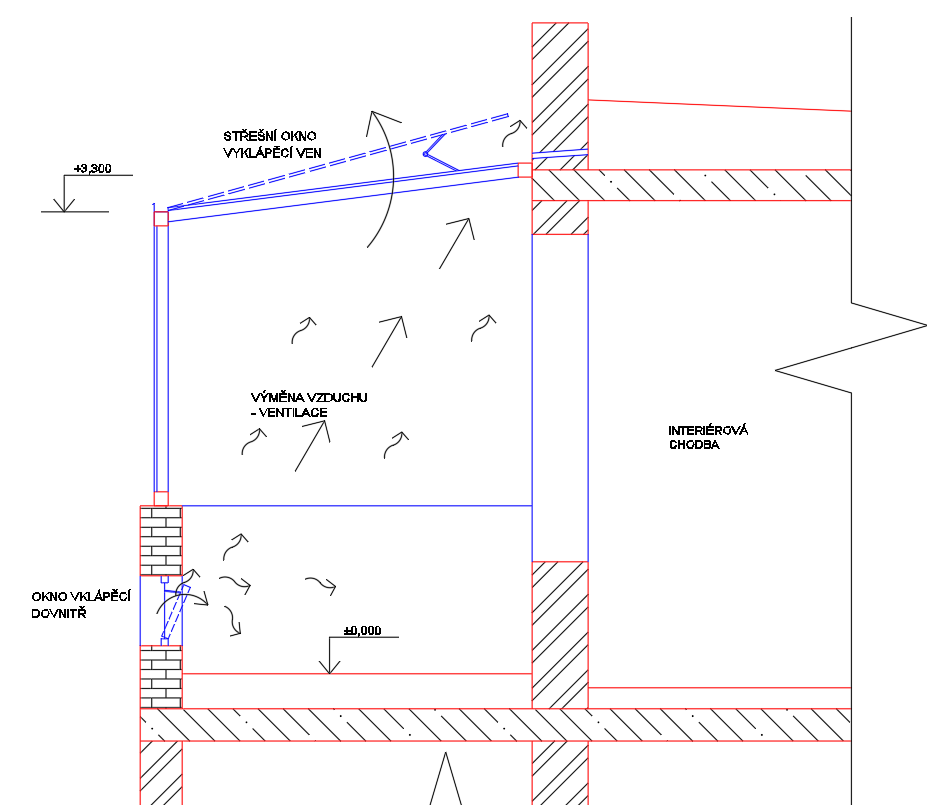 STŘEŠNÍ OKNO
VYKLÁPĚCÍ VEN
+3,300
VÝMĚNA VZDUCHU
- VENTILACE
INTERIÉROVÁ
CHODBA
OKNO VKLÁPĚCÍ
DOVNITŘ
±0,000